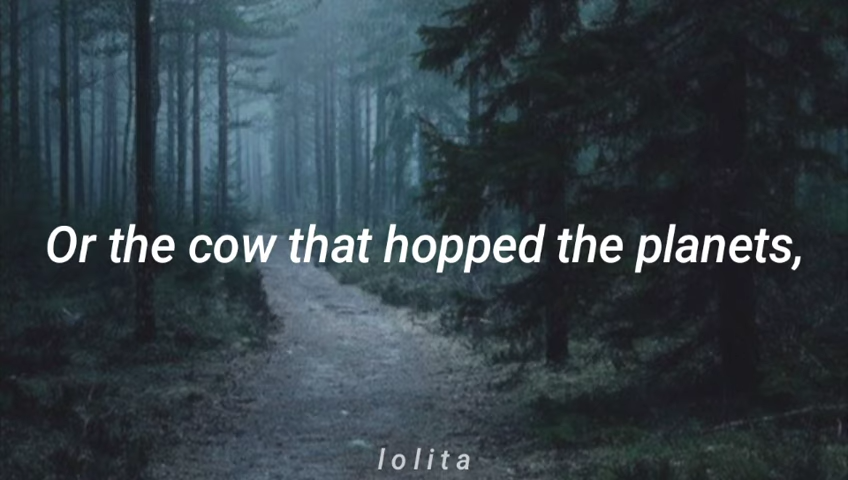 Or the cow that hopped the planets,
lolita